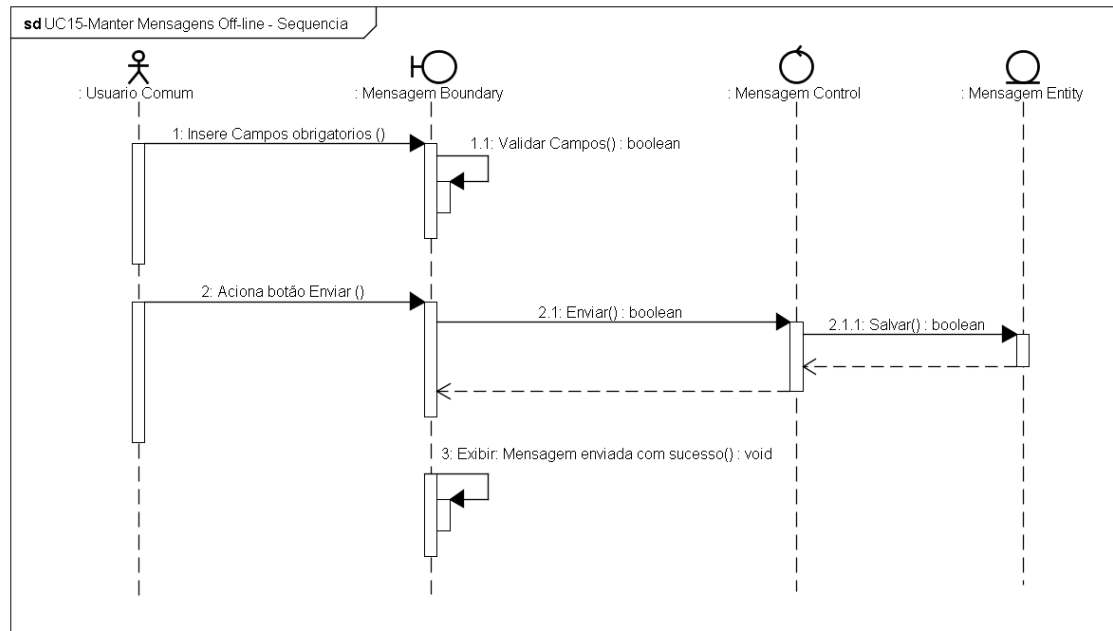 sd UC15-Manter Mensagens Off-line - Sequencia
: Usuario Comum
: Mensagem Boundary
: Mensagem Control
: Mensagem Entity
1: Insere Campos obrigatorios ()
1.1: Validar Campos() : boolean
2: Aciona botão Enviar ()
2.1: Enviar() : boolean
2.1.1: Salvar() : boolean
3: Exibir: Mensagem enviada com sucesso() : void